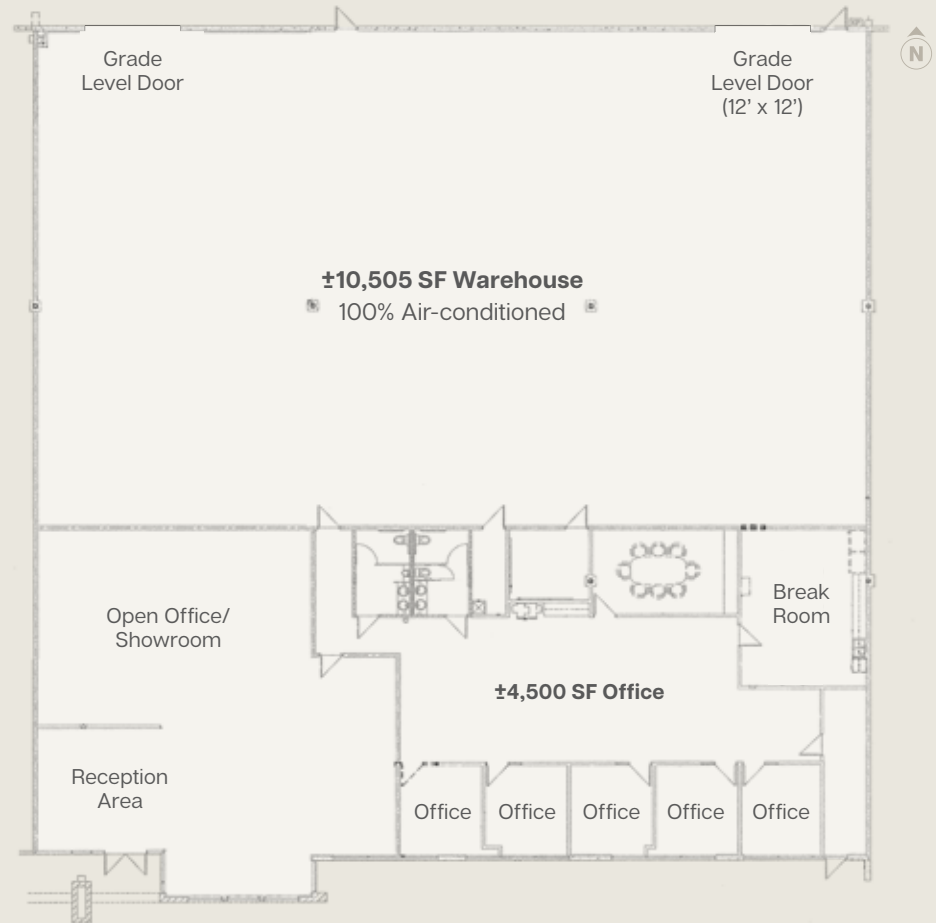 Grade
Level Door
Grade
Level Door
(12’ x 12’)
N
±10,505 SF Warehouse
100% Air-conditioned
Open Office/
Showroom
Break
Room
±4,500 SF Office
Reception
Area
Office
Office
Office
Office
Office